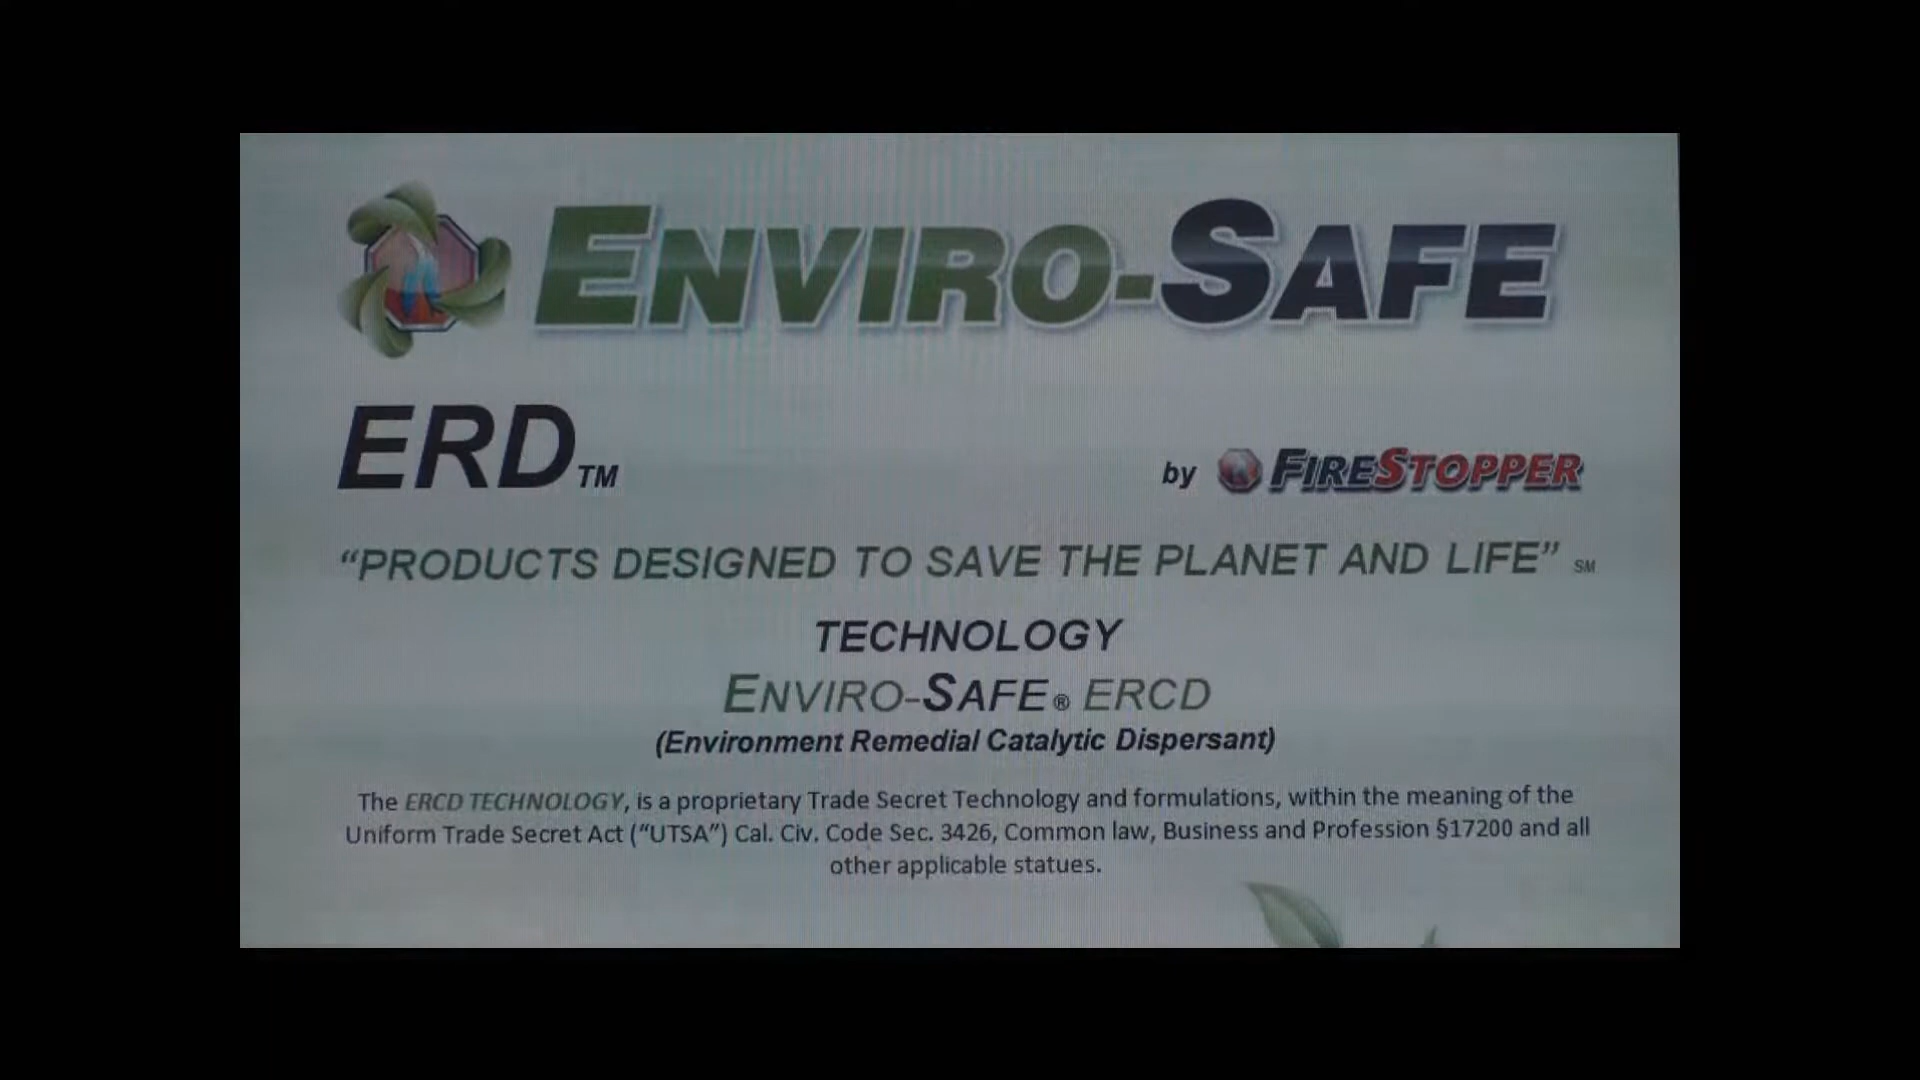 ENVIRO-SAFE
ERD TM
by FIRESTOPPER
“PRODUCTS DESIGNED TO SAVE THE PLANET AND LIFE” SM
TECHNOLOGY
ENVIRO-SAFE® ERCD
(Environment Remedial Catalytic Dispersant)
The ERCD TECHNOLOGY, is a proprietary Trade Secret Technology and formulations, within the meaning of the
Uniform Trade Secret Act (“UTSA”) Cal. Civ. Code Sec. 3426, Common law, Business and Profession §17200 and all
other applicable statues.